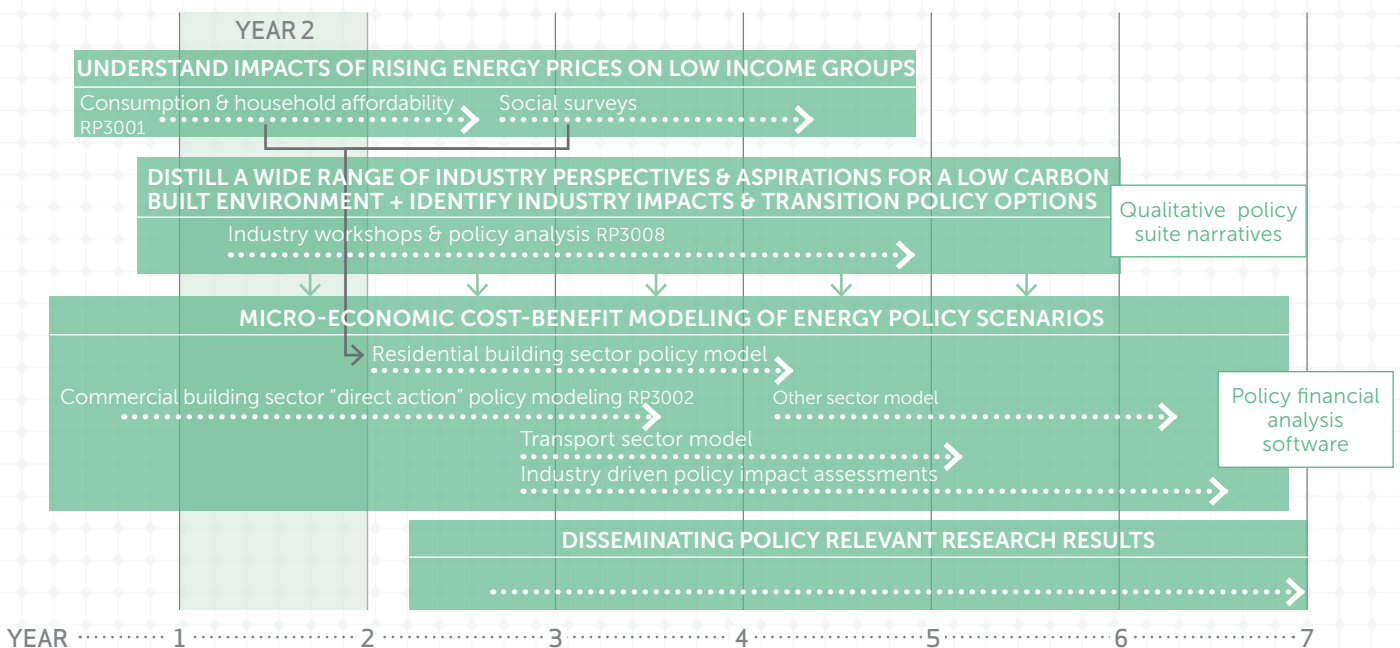 YEAR 2
UNDERSTAND IMPACTS OF RISING ENERGY PRICES ON LOW INCOME GROUPS
Consumption & household affordability
RP3001
Social surveys
DISTILL A WIDE RANGE OF INDUSTRY PERSPECTIVES & ASPIRATIONS FOR A LOW CARBON
BUILT ENVIRONMENT + IDENTIFY INDUSTRY IMPACTS & TRANSITION POLICY OPTIONS
Industry workshops & policy analysis RP3008
Qualitative policy
suite narratives
MICRO-ECONOMIC COST-BENEFIT MODELING OF ENERGY POLICY SCENARIOS
Residential building sector policy model
Commercial building sector “direct action” policy modeling RP3002
Other sector model
Transport sector model
Industry driven policy impact assessments
Policy financial
analysis
software
DISSEMINATING POLICY RELEVANT RESEARCH RESULTS
YEAR 1 2 3 4 5 6 7